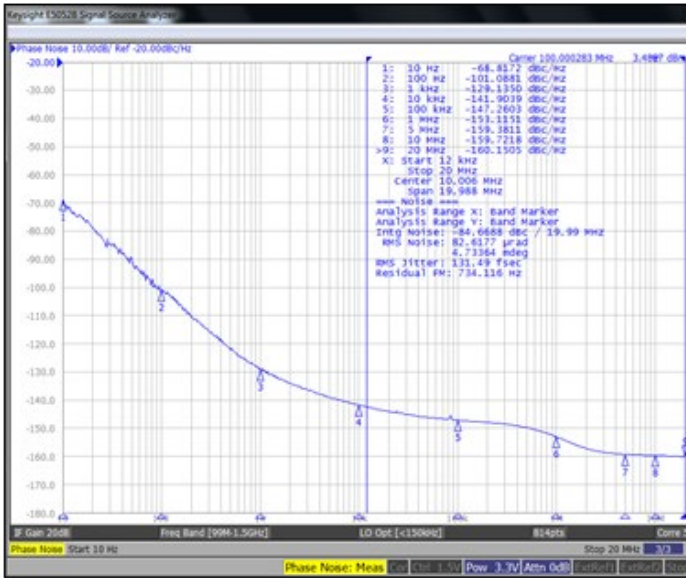 Keysight E5052B Signal Source Analyzer
Phase Noise 10.00dB/ Ref -20.00dBc/Hz
Carrier 100.000283 MHz
-20.00
-30.00
-40.00
-50.00
-60.00
-70.00
-80.00
-90.00
-100.0
-110.0
-120.0
-130.0
-140.0
-150.0
-160.0
-170.0
-180.0
1: 10 Hz -68.8172 dBc/Hz
2: 100 Hz -101.0881 dBc/Hz
3: 1 kHz -129.1350 dBc/Hz
4: 10 kHz -141.9039 dBc/Hz
5: 100 kHz -147.2603 dBc/Hz
6: 1 MHz -153.1151 dBc/Hz
7: 5 MHz -159.3811 dBc/Hz
8: 10 MHz -159.7218 dBc/Hz
>9: 20 MHz -160.1505 dBc/Hz
X: Start 12 kHz
Stop 20 MHz
Center 10.006 MHz
Span 19.988 MHz
=== Noise ===
Analysis Range X: Band Marker
Analysis Range Y: Band Marker
Intg Noise: -84.6688 dBc / 19.99 MHz
RMS Noise: 82.6177 µrad
4.73364 mdeg
RMS Jitter: 131.49 fsec
Residual FM: 734.116 Hz
1
2
3
4
5
6
7
8
IF Gain 20dB
Freq Band [99M-1.5GHz]
LO Opt [<150kHz]
814pts
Phase Noise Start 10 Hz
Stop 20 MHz
Phase Noise: Meas
Cor
Ctrl 1.5V
Pow 3.3V
Attn 0dB
ExtRef1
ExtRef2